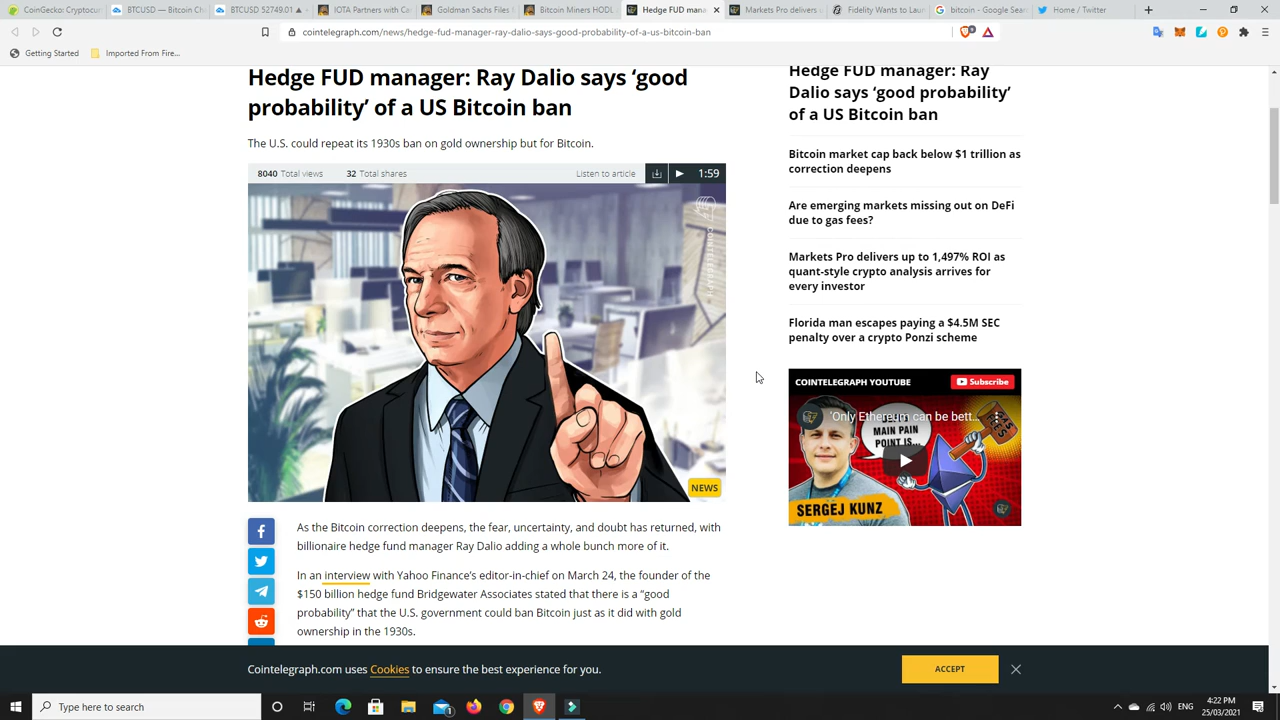 CoinGecko: Cryptocur
BTCUSD — Bitcoin Ch
BTCUSD 52749.01 ▲
IOTA Partners with Ca
Goldman Sachs Files
Bitcoin Miners HODL
Hedge FUD mana
Markets Pro delivers
Fidelity Wants to Laun
bitcoin - Google Sear
Home / Twitter
cointelegraph.com/news/hedge-fud-manager-ray-dalio-says-good-probability-of-a-us-bitcoin-ban
Getting Started
Imported From Fire...
Hedge FUD manager: Ray Dalio says ‘good
probability’ of a US Bitcoin ban
The U.S. could repeat its 1930s ban on gold ownership but for Bitcoin.
8040 Total views
32 Total shares
Listen to article
1:59
COINTELEGRAPH
NEWS
As the Bitcoin correction deepens, the fear, uncertainty, and doubt has returned, with
billionaire hedge fund manager Ray Dalio adding a whole bunch more of it.
In an interview with Yahoo Finance’s editor-in-chief on March 24, the founder of the
$150 billion hedge fund Bridgewater Associates stated that there is a “good
probability” that the U.S. government could ban Bitcoin just as it did with gold
ownership in the 1930s.
Hedge FUD manager: Ray
Dalio says ‘good probability’
of a US Bitcoin ban
Bitcoin market cap back below $1 trillion as
correction deepens
Are emerging markets missing out on DeFi
due to gas fees?
Markets Pro delivers up to 1,497% ROI as
quant-style crypto analysis arrives for
every investor
Florida man escapes paying a $4.5M SEC
penalty over a crypto Ponzi scheme
COINTELEGRAPH YOUTUBE
Subscribe
'Only Ethereum can be bett...
MAIN PAIN
POINT IS...
SERGEJ KUNZ
Cointelegraph.com uses Cookies to ensure the best experience for you.
ACCEPT
Type here to search
ENG
4:22 PM
25/03/2021